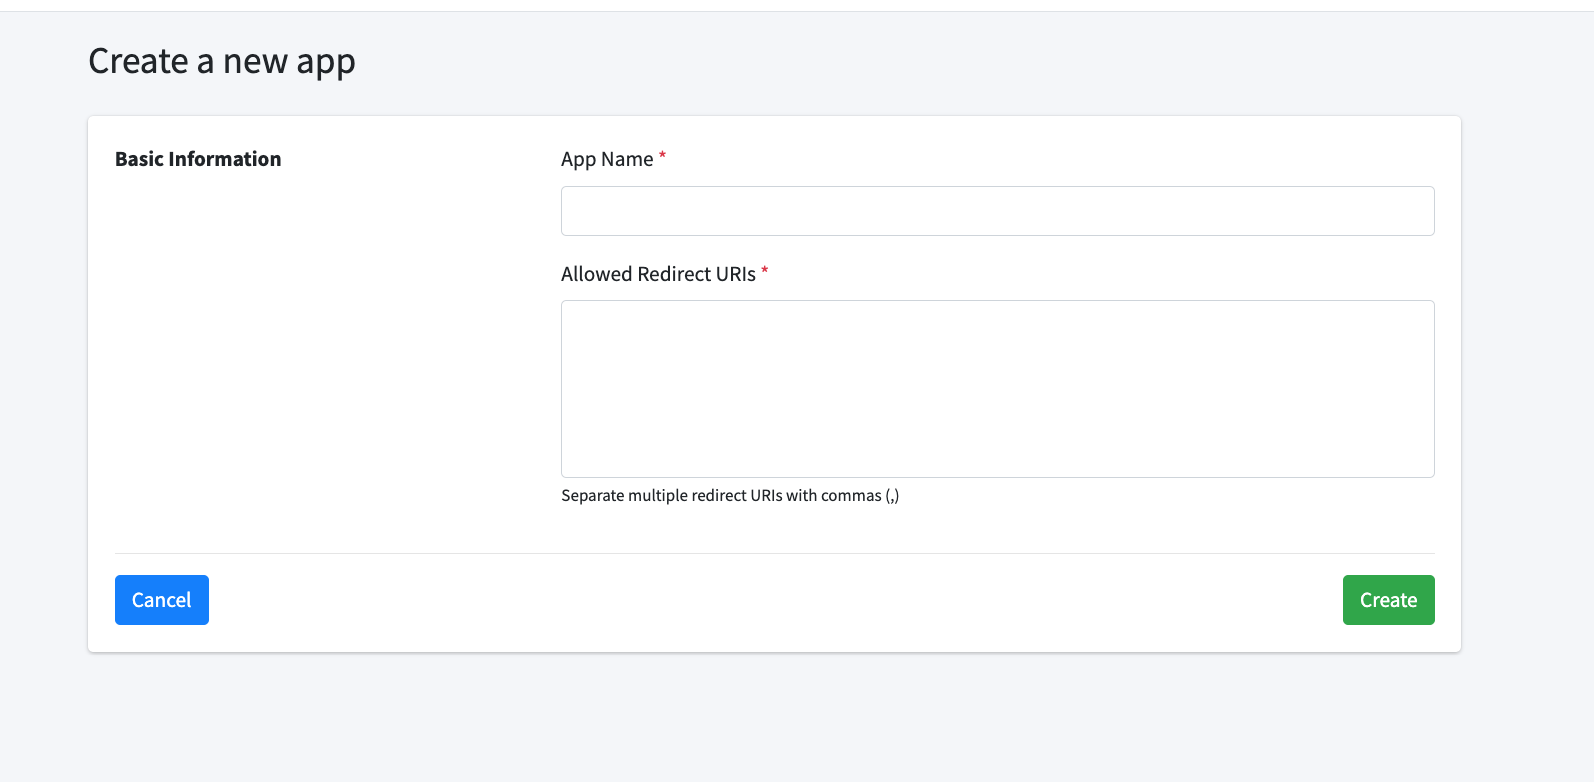 Create a new app
Basic Information
App Name *
Allowed Redirect URIs *
Separate multiple redirect URIs with commas (,)
Cancel
Create